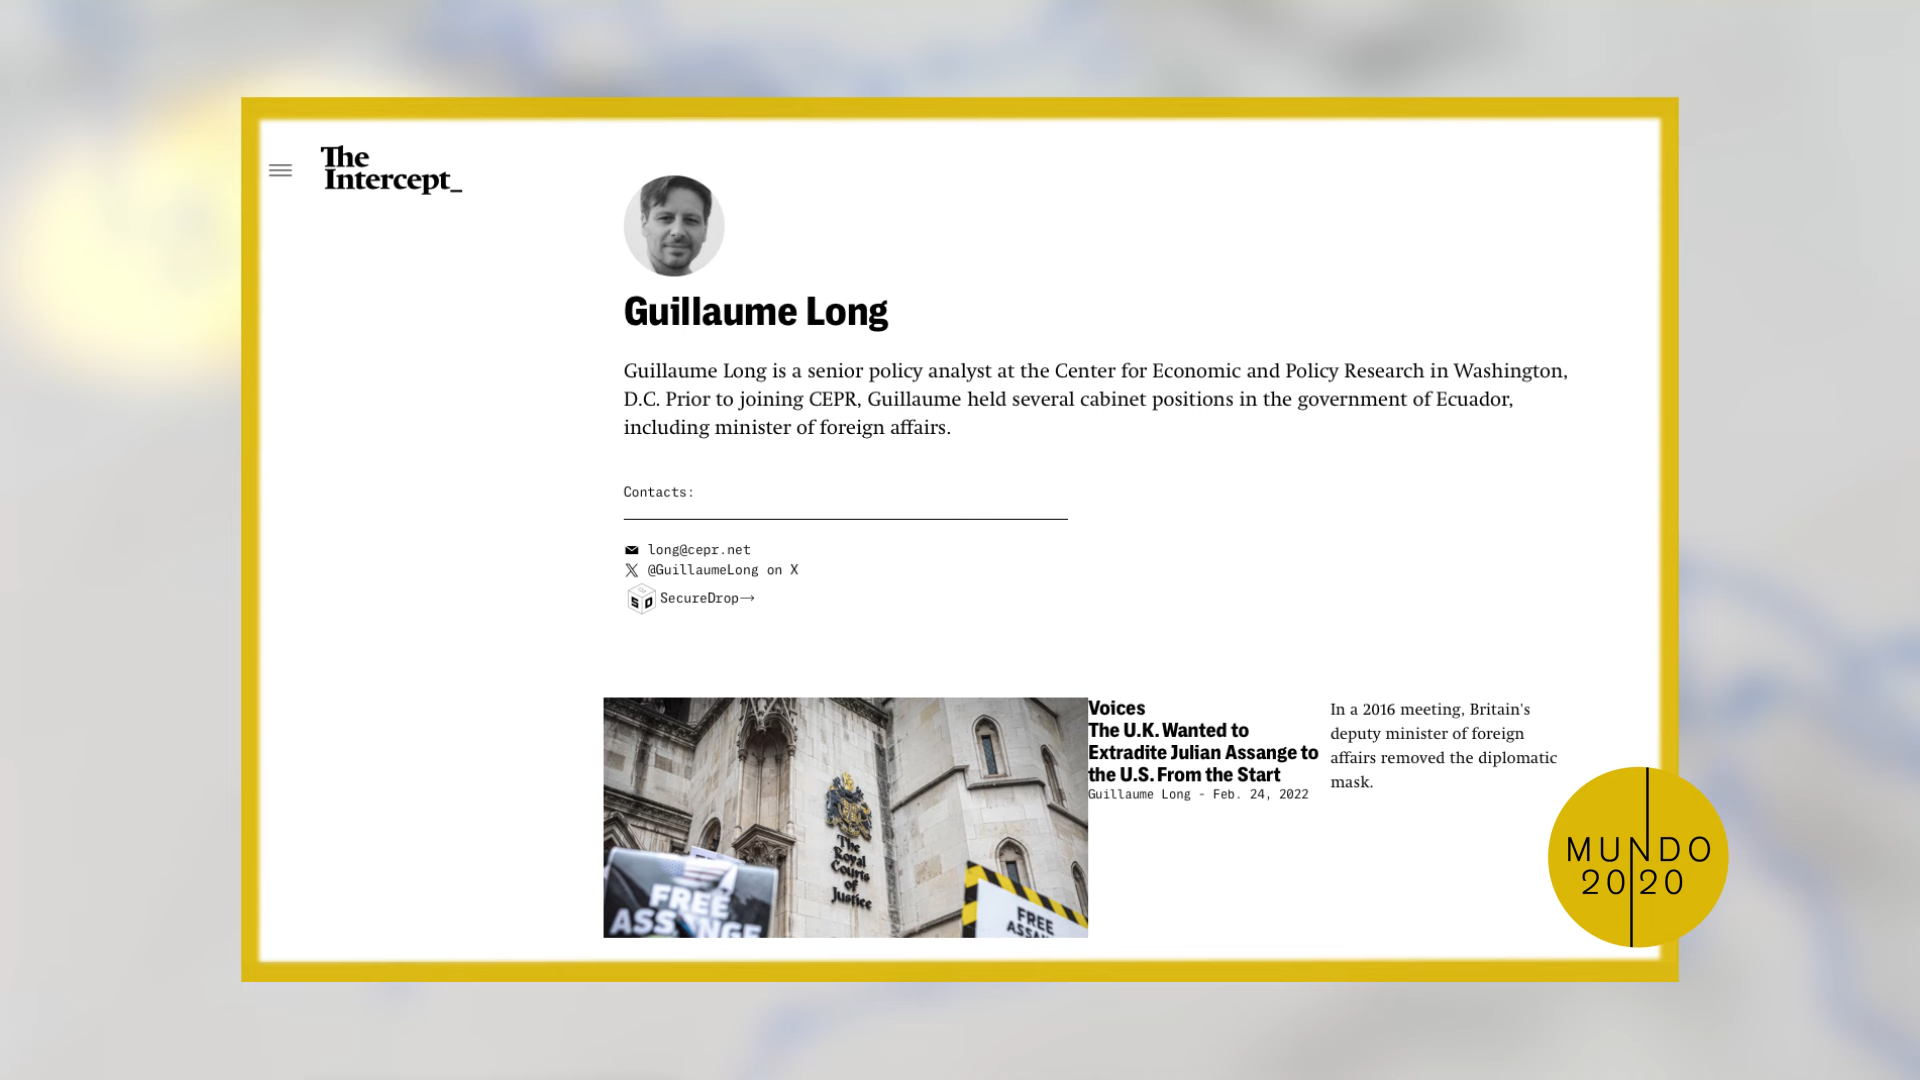 The
Intercept_
Guillaume Long
Guillaume Long is a senior policy analyst at the Center for Economic and Policy Research in Washington,
D.C. Prior to joining CEPR, Guillaume held several cabinet positions in the government of Ecuador,
including minister of foreign affairs.
Contacts:
long@cepr.net
@GuillaumeLong on X
SD
SecureDrop→
The
Royal
Courts
of
Justice
FREE
ASSANGE
FREE
Voices
The U.K. Wanted to
Extradite Julian Assange to
the U.S. From the Start
Guillaume Long - Feb. 24, 2022
In a 2016 meeting, Britain's
deputy minister of foreign
affairs removed the diplomatic
mask.
MUNDO
2020